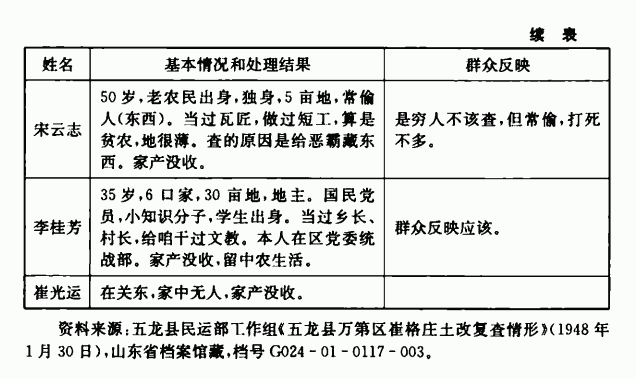 续 表
姓名 基本情况和处理结果 群众反映
宋云志
50岁，老农民出身，独身，5亩地，常偷
人(东西)。当过瓦匠，做过短工，算是
贫农，地很薄。查的原因是给恶霸藏东
西。家产没收。
是穷人不该查，但常偷，打死
不多。
李桂芳
35岁，6口家，30亩地，地主。国民党
员，小知识分子，学生出身。当过乡长、
村长，给咱干过文教。本人在区党委统
战部。家产没收，留中农生活。
群众反映应该。
崔光运 在关东，家中无人，家产没收。
资料来源：五龙县民运部工作组《五龙县万第区崔格庄土改复查情形》(1948年
1月30日)，山东省档案馆藏，档号G024-01-0117-003。